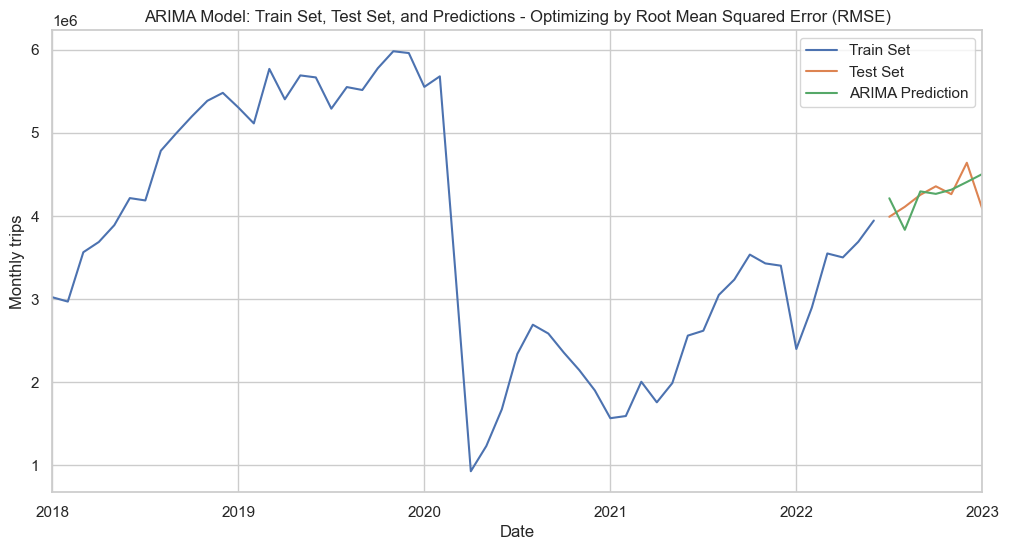 ARIMA Model: Train Set, Test Set, and Predictions - Optimizing by Root Mean Squared Error (RMSE)
1e6
Train Set
Test Set
ARIMA Prediction
6
5
4
3
2
1
Monthly trips
2018 2019 2020 2021 2022 2023
Date